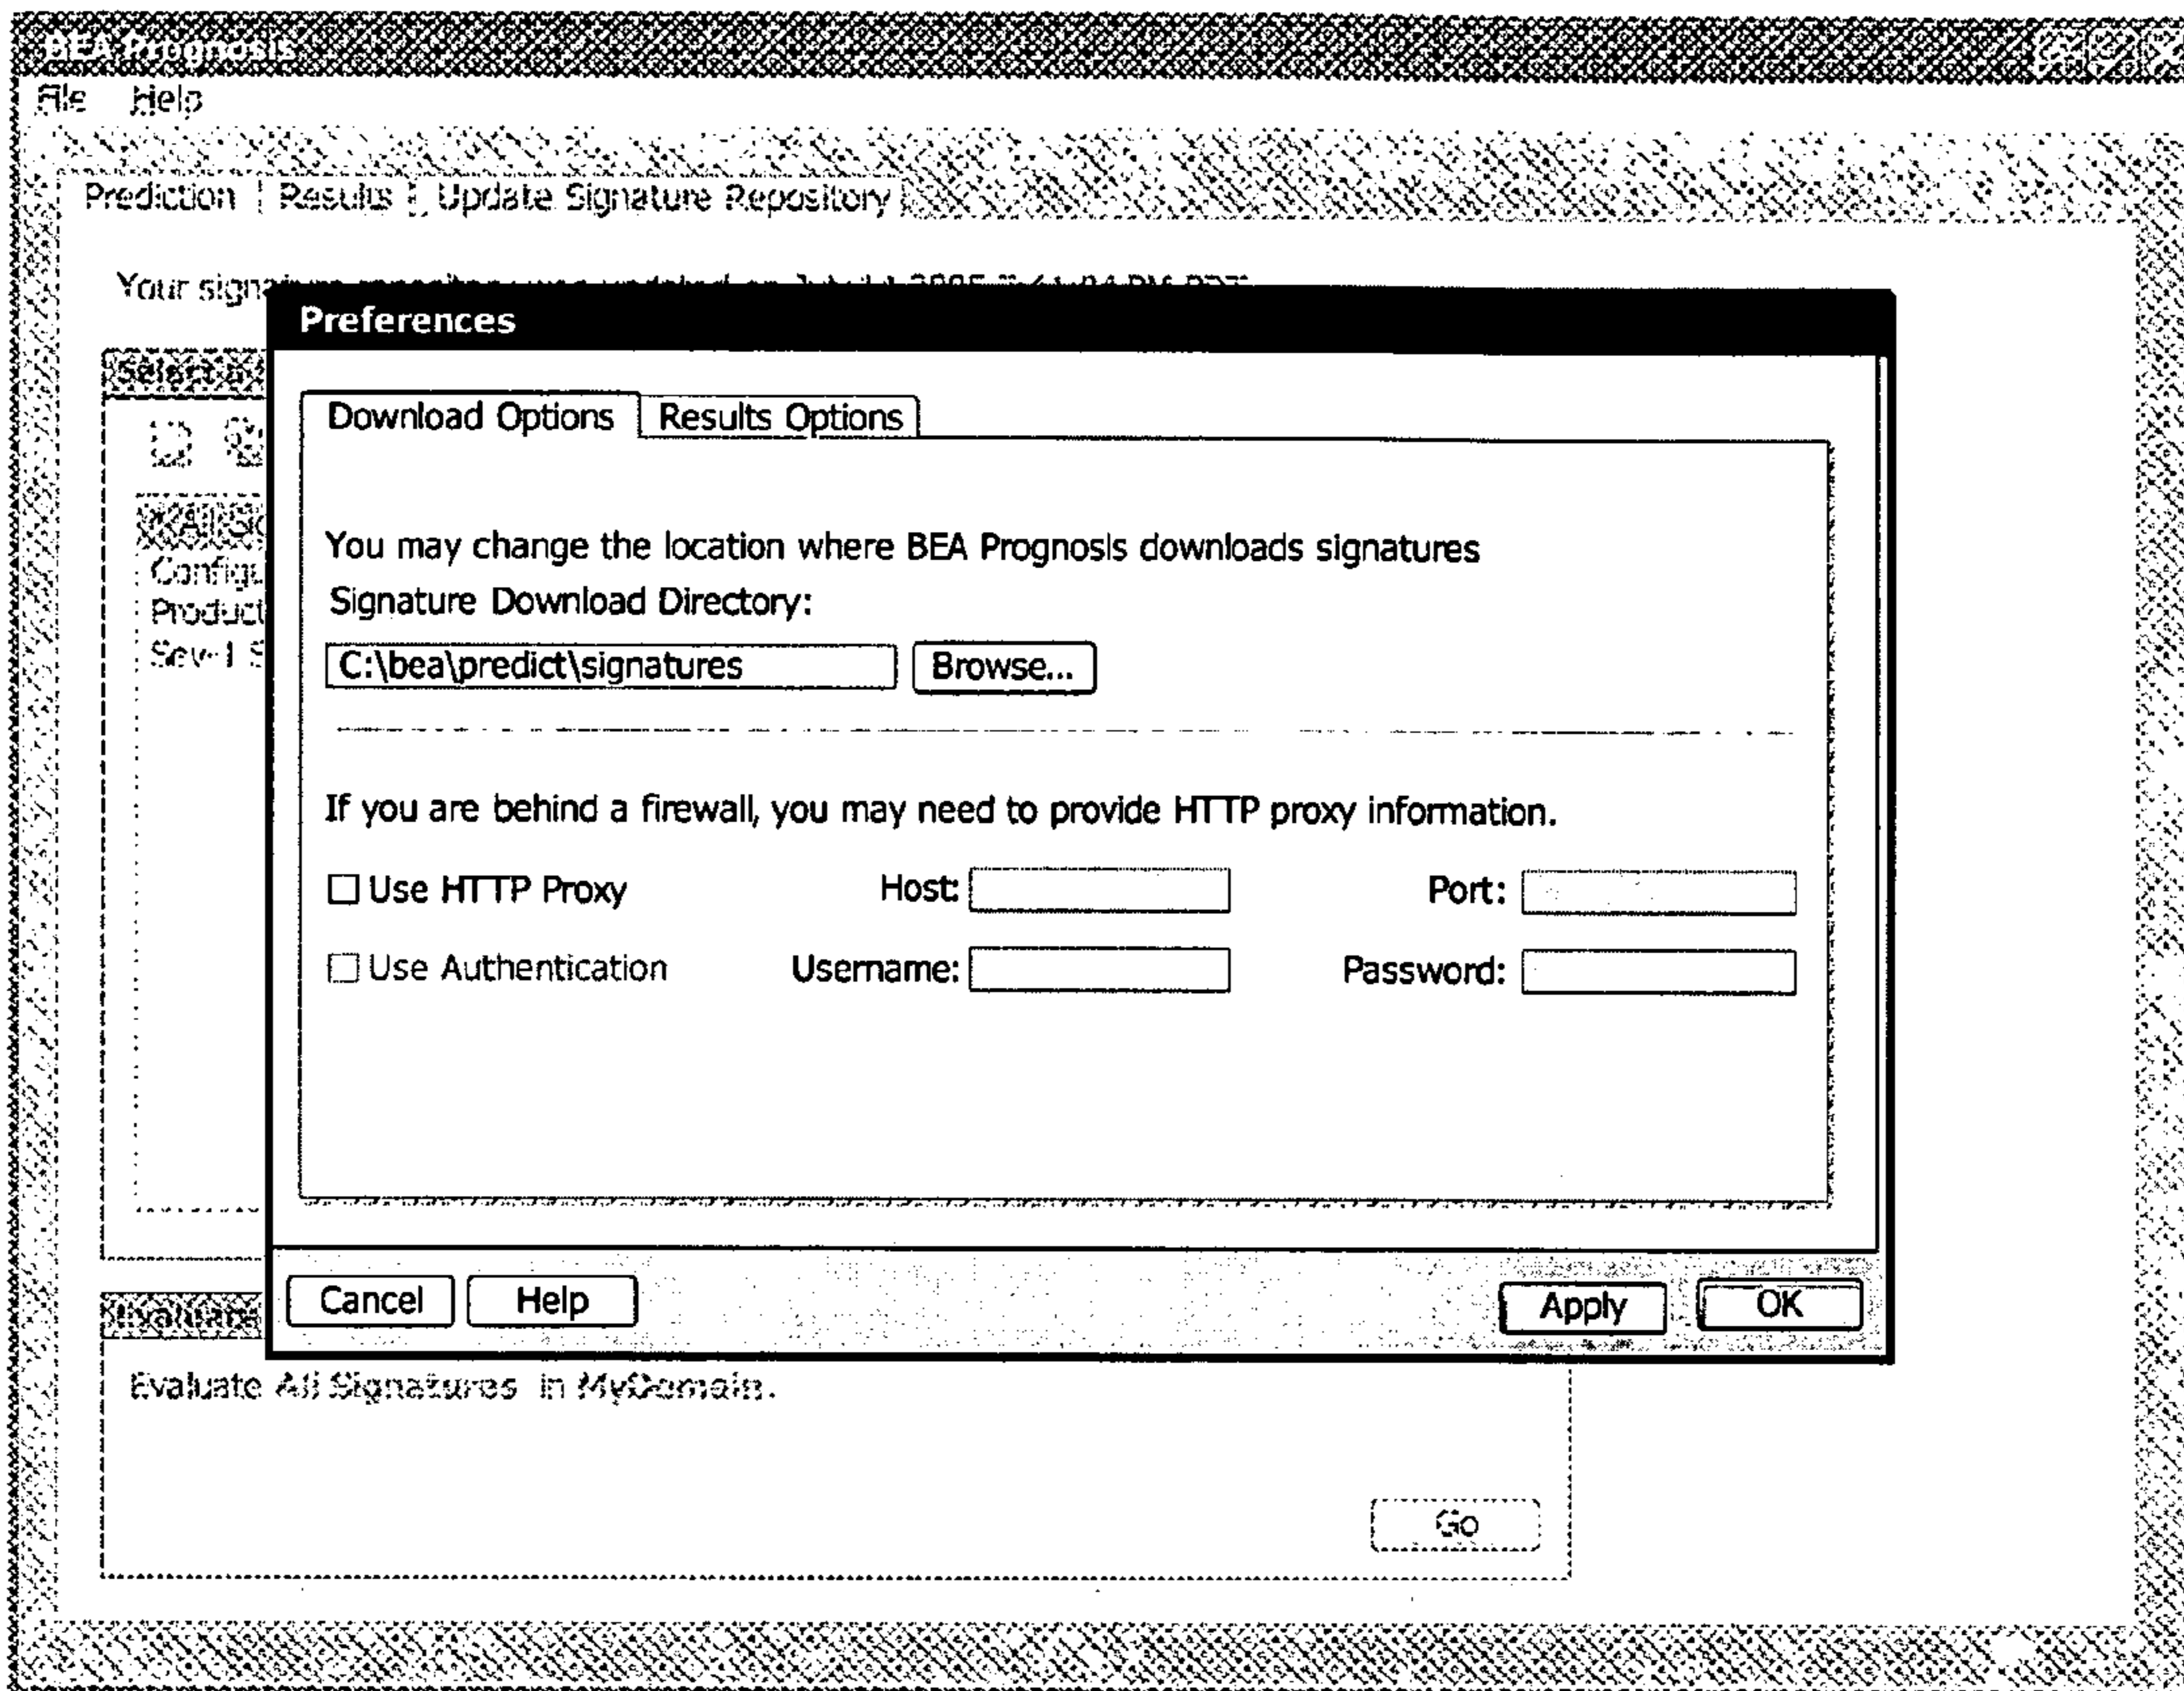 BEA Prognosis
File Help
Prediction Results Update Signature Repository
Your
Preferences
Download Options Results Options
You may change the location where BEA Prognosis downloads signatures
Signature Download Directory:
C:\bea\predict\signatures Browse...
If you are behind a firewall, you may need to provide HTTP proxy information.
Use HTTP Proxy Host: Port:
Use Authentication Username: Password:
Cancel Help Apply OK
Evaluate All Signatures in MyDomain.
Go